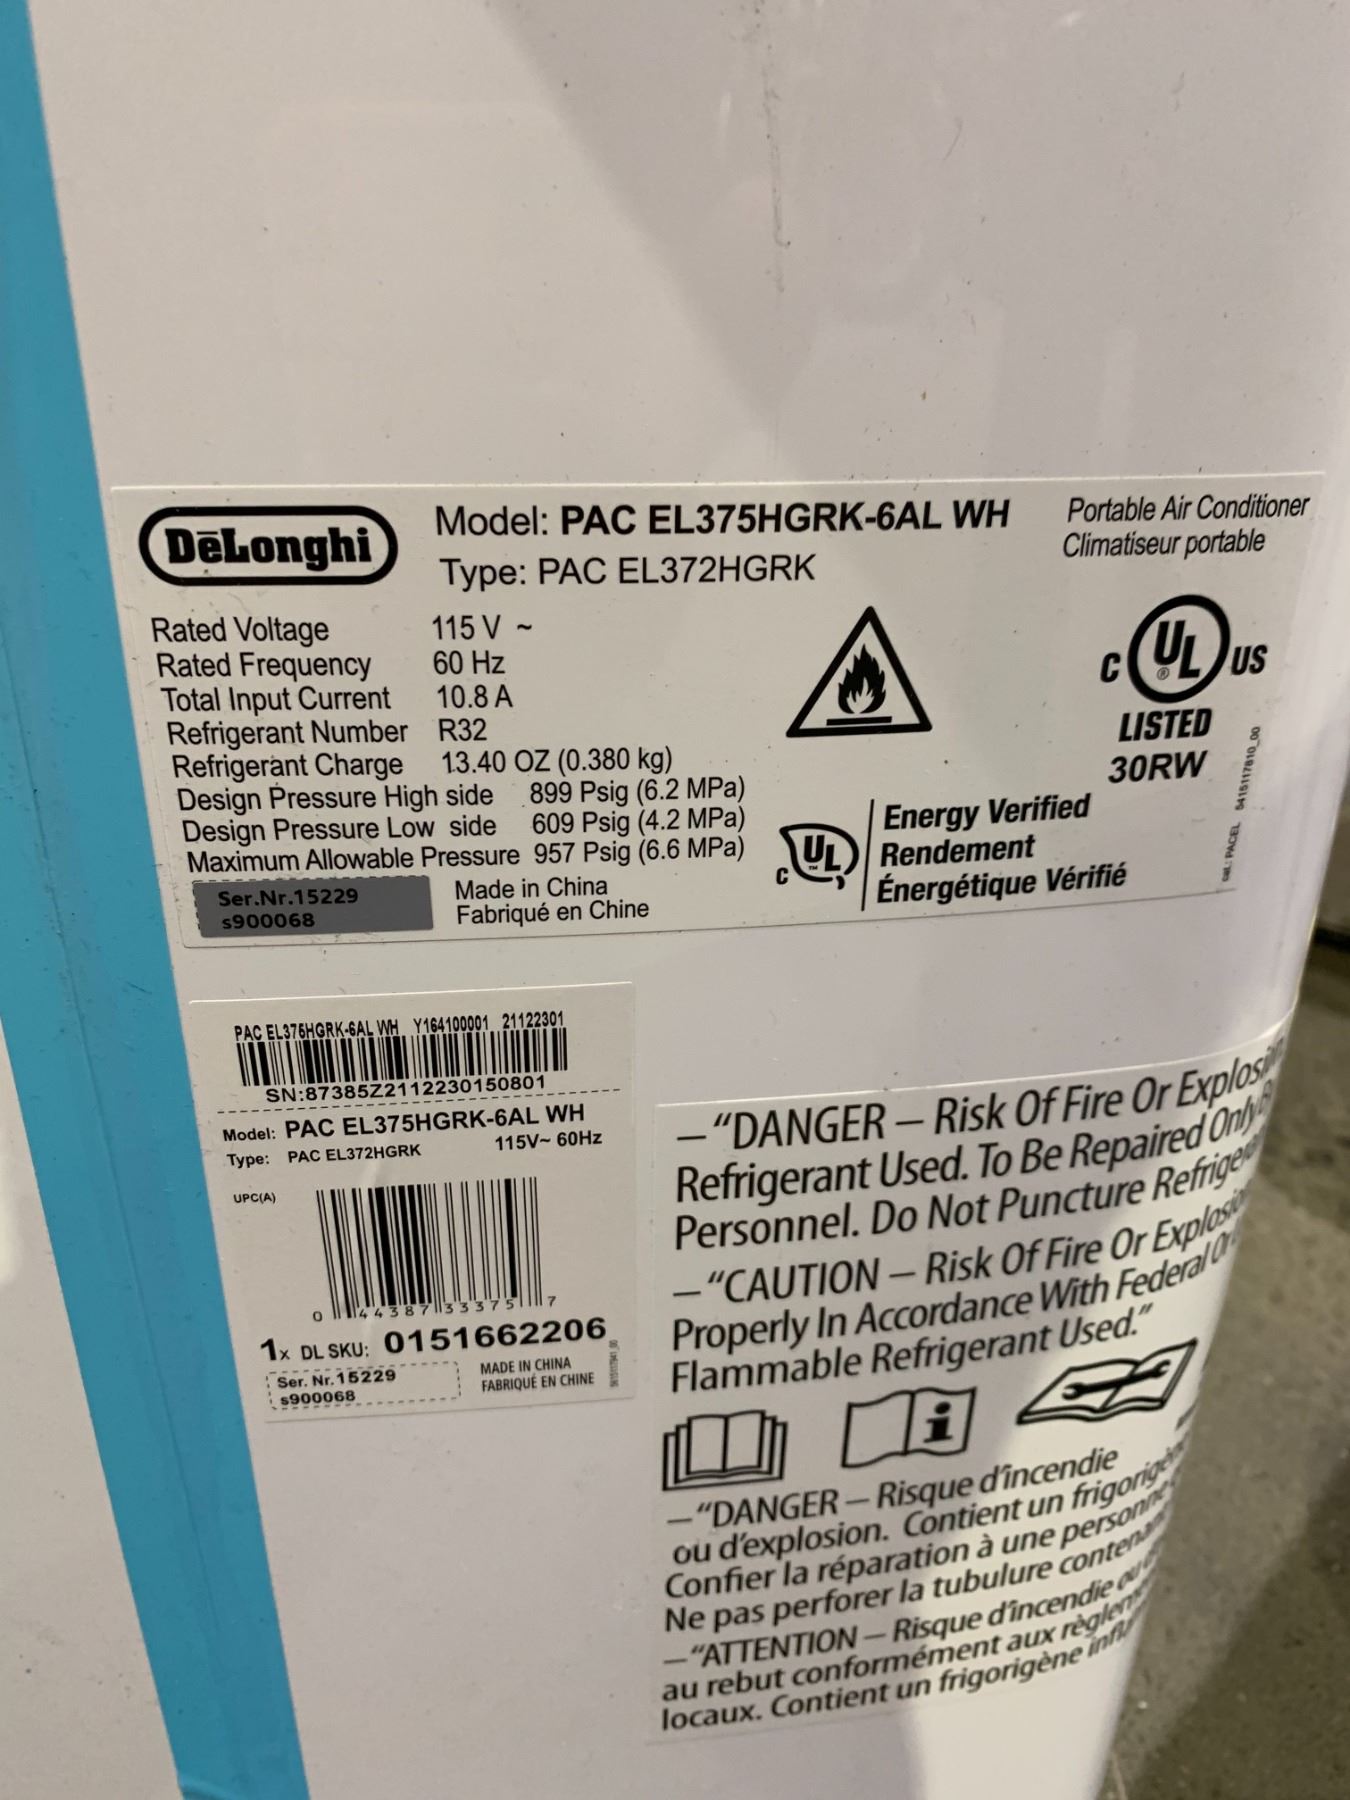 DeLonghi
Model: PAC EL375HGRK-6AL WH
Type: PAC EL372HGRK
Portable Air Conditioner
Climatiseur portable
Rated Voltage 115 V ~
Rated Frequency 60 Hz
Total Input Current 10.8 A
Refrigerant Number R32
Refrigerant Charge 13.40 OZ (0.380 kg)
Design Pressure High side 899 Psig (6.2 MPa)
Design Pressure Low side 609 Psig (4.2 MPa)
Maximum Allowable Pressure 957 Psig (6.6 MPa)
Ser.Nr.15229
s900068
Made in China
Fabriqué en Chine
C UL ® US
LISTED
30RW
C UL ™
Energy Verified
Rendement
Énergétique Vérifié
cat.: PACEL 5415117810_00
PAC EL375HGRK-6AL WH Y164100001 21122301
SN:87385Z2112230150801
Model: PAC EL375HGRK-6AL WH
Type: PAC EL372HGRK 115V~ 60Hz
UPC(A)
0 44387 33375 7
1x DL SKU: 0151662206
Ser. Nr.15229
s900068
MADE IN CHINA
FABRIQUÉ EN CHINE
– “DANGER – Risk Of Fire Or
Refrigerant Used. To Be Repaired Only
Personnel. Do Not Puncture
– “CAUTION – Risk Of Fire Or
Properly In Accordance With Federal
Flammable Refrigerant Used.”
i
– “DANGER – Risque d’incendie
ou d’explosion. Contient un
Confier la réparation à une
Ne pas perforer la tubulure
– “ATTENTION – Risque d’incendie ou
au rebut conformément aux
locaux. Contient un frigorigène